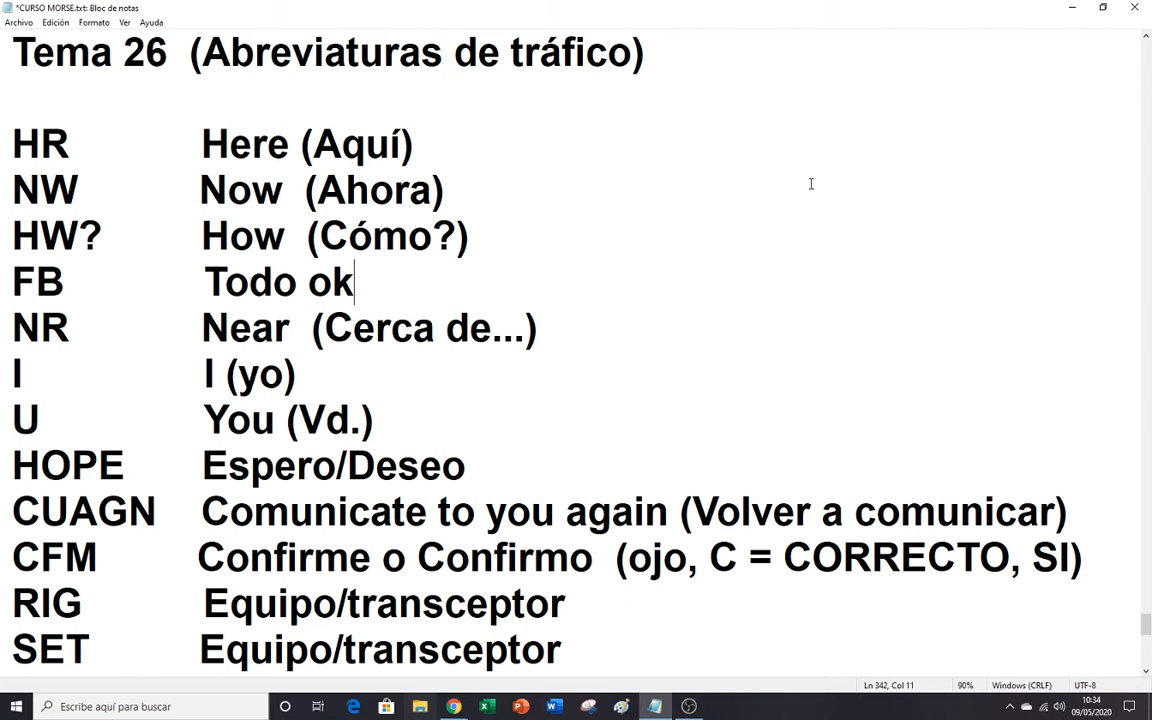 *CURSO MORSE.txt: Bloc de notas
Archivo Edición Formato Ver Ayuda
Tema 26 (Abreviaturas de tráfico)
HR Here (Aquí)
NW Now (Ahora)
HW? How (Cómo?)
FB Todo ok
NR Near (Cerca de...)
I I (yo)
U You (Vd.)
HOPE Espero/Deseo
CUAGN Comunicate to you again (Volver a comunicar)
CFM Confirme o Confirmo (ojo, C = CORRECTO, SI)
RIG Equipo/transceptor
SET Equipo/transceptor
Ln 342, Col 11 90% Windows (CRLF) UTF-8
Escribe aquí para buscar
10:34
09/05/2020